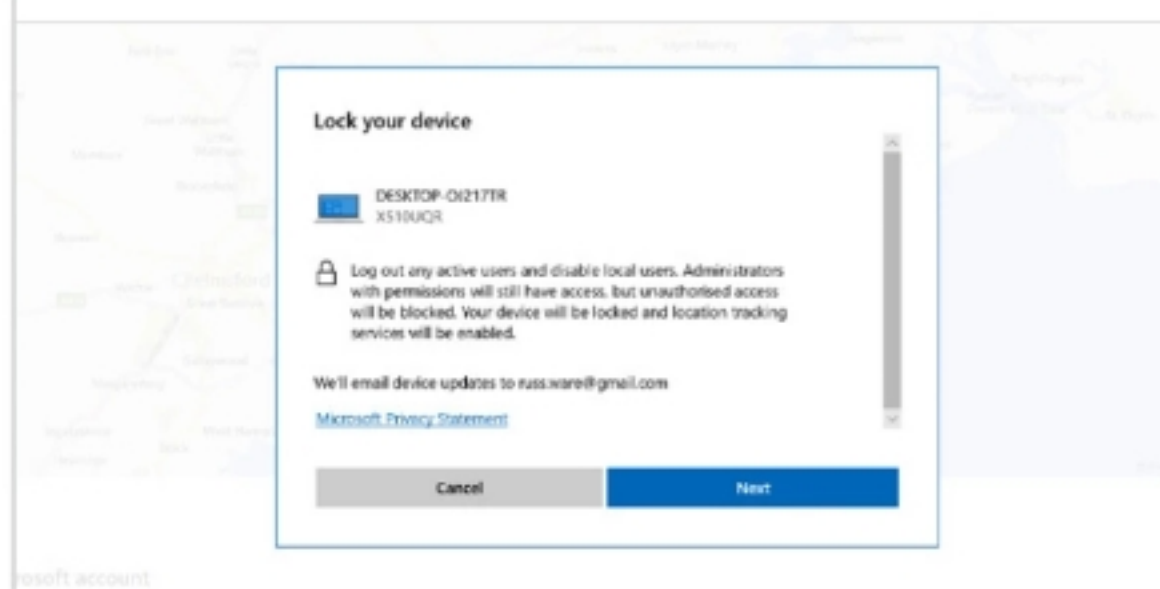 Lock your device
DESKTOP-OI217TR
X510UQR
Log out any active users and disable local users. Administrators
with permissions will still have access, but unauthorised access
will be blocked. Your device will be locked and location tracking
services will be enabled.
We'll email device updates to russ.ware@gmail.com
Microsoft Privacy Statement
Cancel
Next
rosoft account